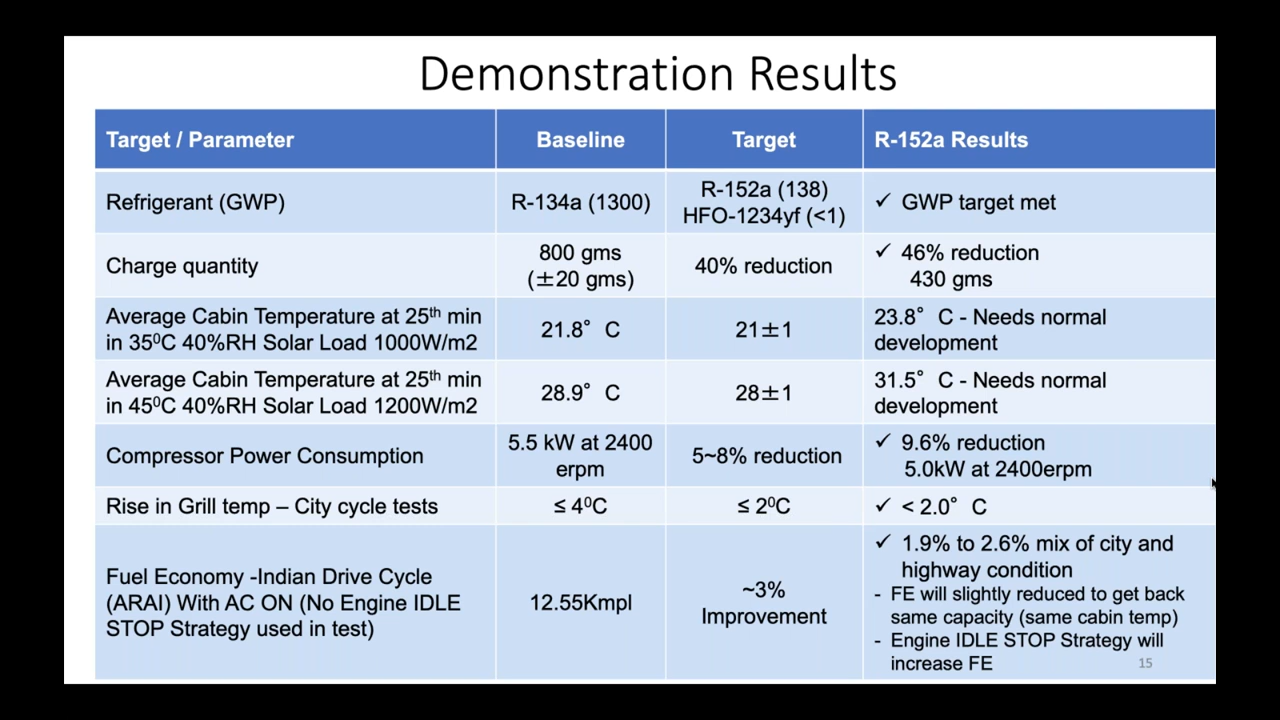 Demonstration Results
Target / Parameter
Baseline
Target
R-152a Results
Refrigerant (GWP)
R-134a (1300)
R-152a (138)
HFO-1234yf (<1)
✓ GWP target met
Charge quantity
800 gms
(±20 gms)
40% reduction
✓ 46% reduction
430 gms
Average Cabin Temperature at 25th min
in 35⁰C 40%RH Solar Load 1000W/m2
21.8° C
21±1
23.8° C - Needs normal
development
Average Cabin Temperature at 25th min
in 45⁰C 40%RH Solar Load 1200W/m2
28.9° C
28±1
31.5° C - Needs normal
development
Compressor Power Consumption
5.5 kW at 2400
erpm
5~8% reduction
✓ 9.6% reduction
5.0kW at 2400erpm
Rise in Grill temp – City cycle tests
≤ 4⁰C
≤ 2⁰C
✓ < 2.0° C
Fuel Economy -Indian Drive Cycle
(ARAI) With AC ON (No Engine IDLE
STOP Strategy used in test)
12.55Kmpl
~3%
Improvement
✓ 1.9% to 2.6% mix of city and
highway condition
- FE will slightly reduced to get back
same capacity (same cabin temp)
- Engine IDLE STOP Strategy will
increase FE
15